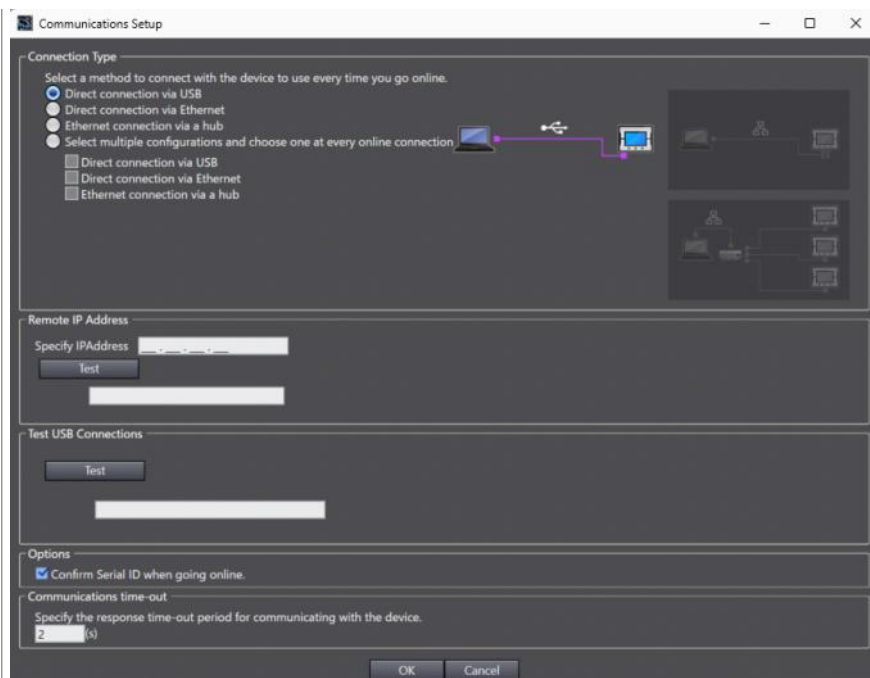 Communications Setup
Connection Type
Select a method to connect with the device to use every time you go online.
Direct connection via USB
Direct connection via Ethernet
Ethernet connection via a hub
Select multiple configurations and choose one at every online connection
Direct connection via USB
Direct connection via Ethernet
Ethernet connection via a hub
Remote IP Address
Specify IPAddress __ . __ . __ . __
Test
Test USB Connections
Test
Options
Confirm Serial ID when going online.
Communications time-out
Specify the response time-out period for communicating with the device.
2 (s)
OK Cancel